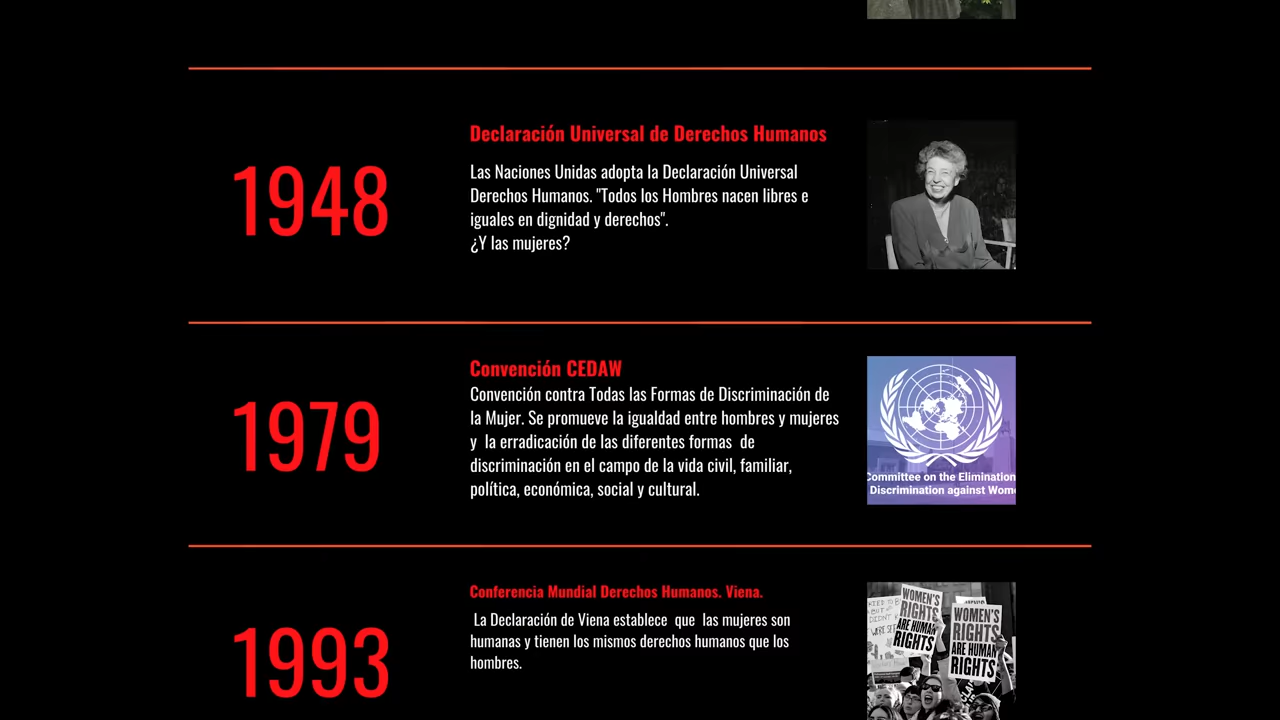 1948
Declaración Universal de Derechos Humanos
Las Naciones Unidas adopta la Declaración Universal
Derechos Humanos. "Todos los Hombres nacen libres e
iguales en dignidad y derechos".
¿Y las mujeres?
1979
Convención CEDAW
Convención contra Todas las Formas de Discriminación de
la Mujer. Se promueve la igualdad entre hombres y mujeres
y  la erradicación de las diferentes formas  de
discriminación en el campo de la vida civil, familiar,
política, económica, social y cultural.
Committee on the Elimination
Discrimination against Wom
1993
Conferencia Mundial Derechos Humanos. Viena.
La Declaración de Viena establece  que  las mujeres son
humanas y tienen los mismos derechos humanos que los
hombres.
WOMEN'S
RIGHTS
ARE HUMAN
RIGHTS
WOMEN'S
RIGHTS
ARE HUMAN
RIGHTS